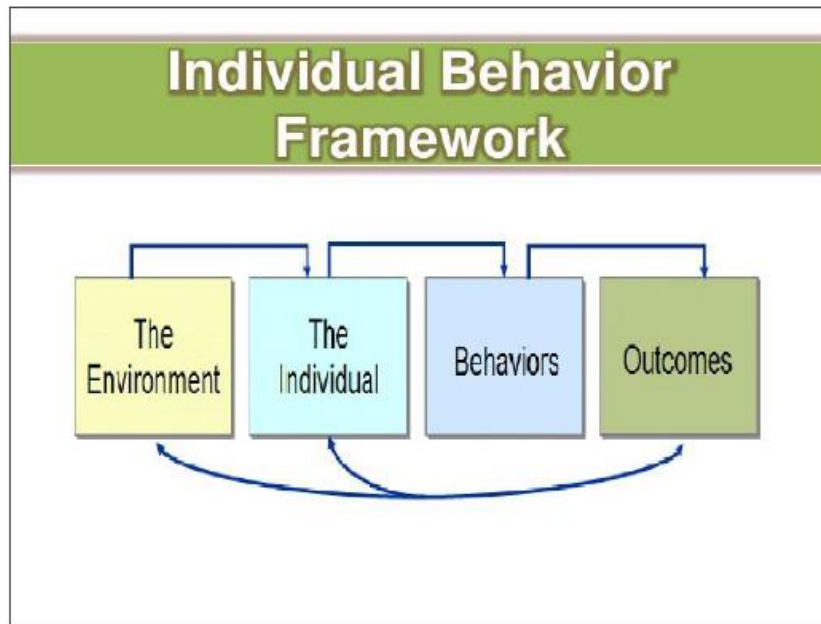 Individual Behavior
Framework
The
Environment
The
Individual
Behaviors
Outcomes